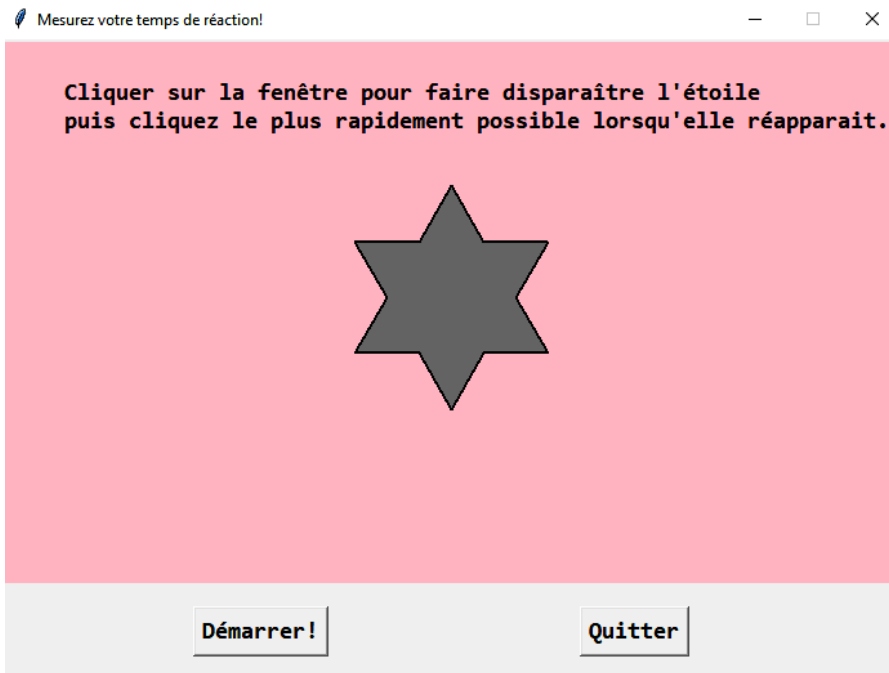 Mesurez votre temps de réaction!
Cliquer sur la fenêtre pour faire disparaître l'étoile
puis cliquez le plus rapidement possible lorsqu'elle réapparait.
Démarrer!
Quitter